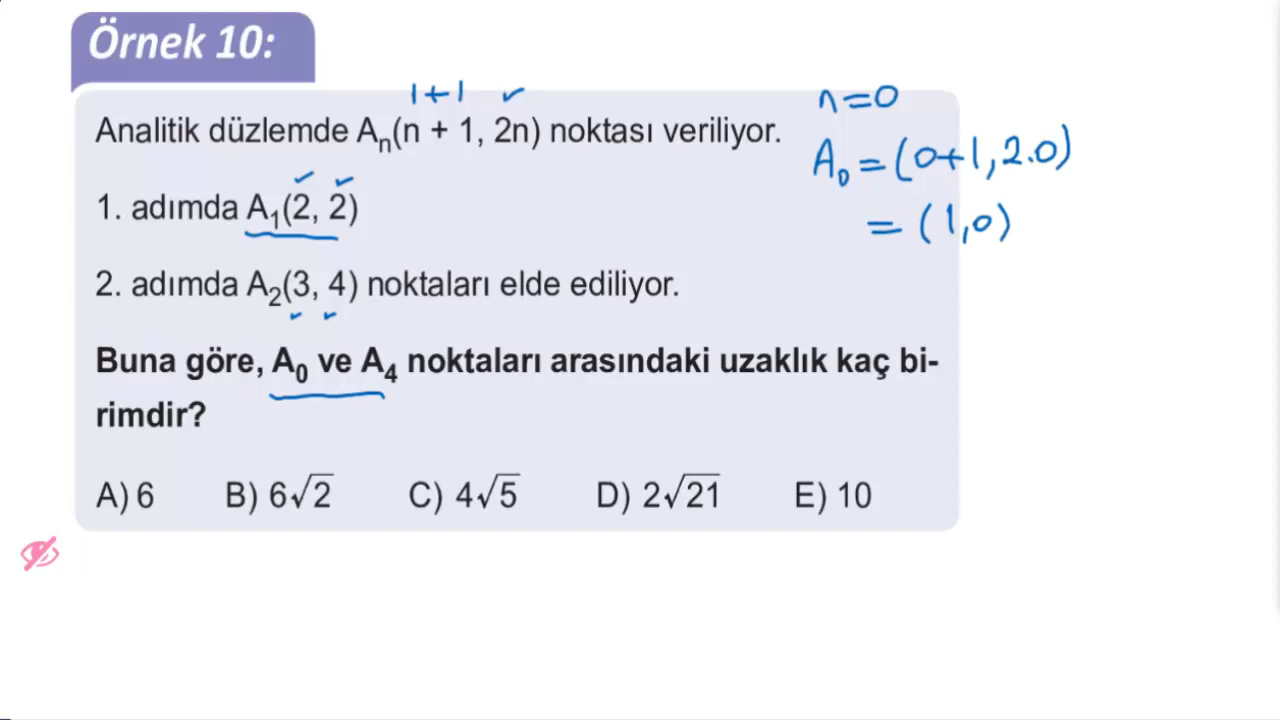 Örnek 10:
1+1 ✓
n=0
Analitik düzlemde Aₙ(n + 1, 2n) noktası veriliyor.
A₀ = (0+1, 2.0)
1. adımda A₁(2, 2)
= (1,0)
2. adımda A₂(3, 4) noktaları elde ediliyor.
Buna göre, A₀ ve A₄ noktaları arasındaki uzaklık kaç bi-
rimdir?
A) 6 B) 6√2 C) 4√5 D) 2√21 E) 10